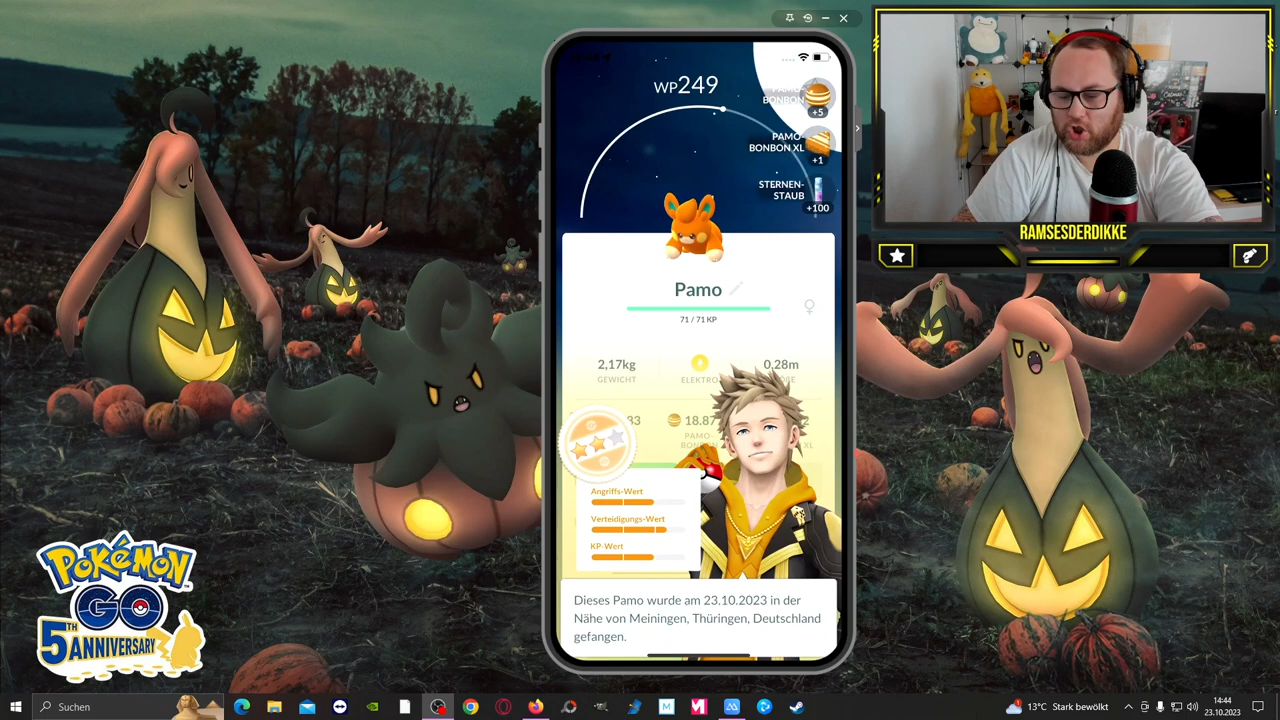 WP249
PAMO-
BONBON
+5
PAMO-
BONBON XL
+1
STERNEN-
STAUB
+100
Pamo
71 / 71 KP
2,17kg
GEWICHT
ELEKTRO
0,28m
33
18.87
PAMO-
Angriffs-Wert
Verteidigungs-Wert
KP-Wert
Dieses Pamo wurde am 23.10.2023 in der
Nähe von Meiningen, Thüringen, Deutschland
gefangen.
RAMSESDERDIKKE
POKÉMON
GO
5TH
ANNIVERSARY
Suchen
13°C Stark bewölkt
14:44
23.10.2023